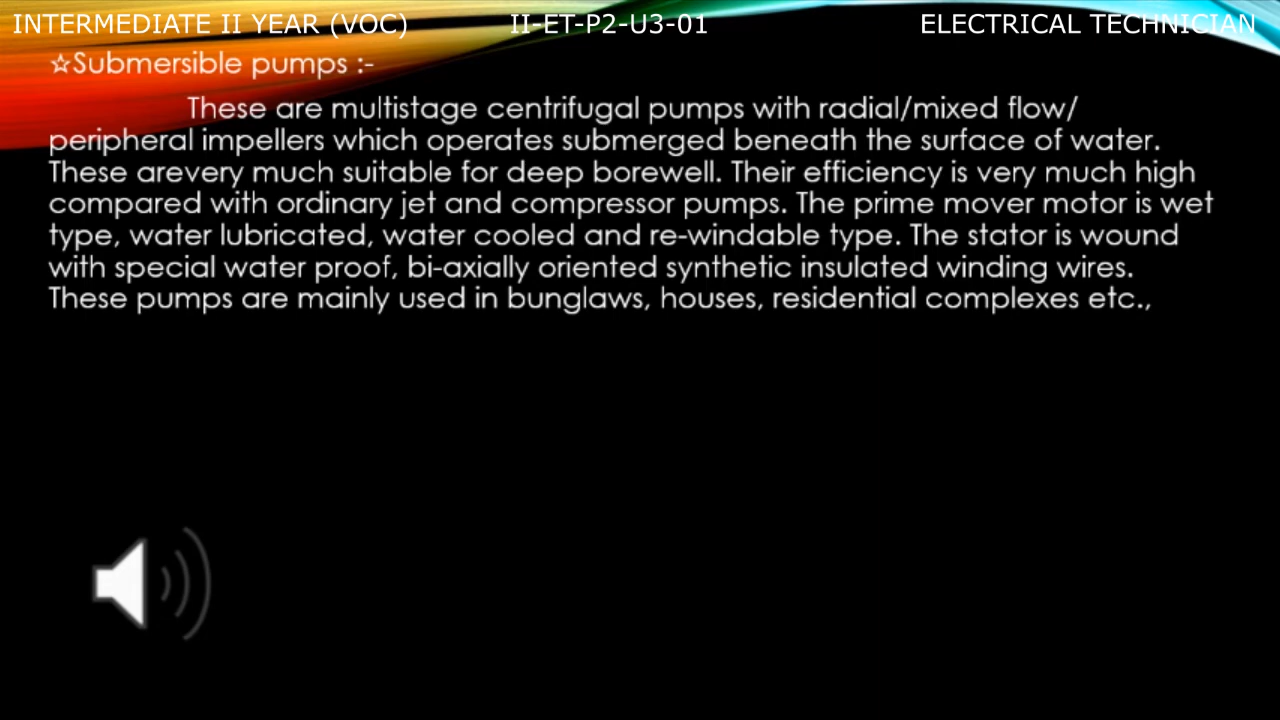 INTERMEDIATE II YEAR (VOC) II-ET-P2-U3-01 ELECTRICAL TECHNICIAN
☆Submersible pumps :-
These are multistage centrifugal pumps with radial/mixed flow/
peripheral impellers which operates submerged beneath the surface of water.
These arevery much suitable for deep borewell. Their efficiency is very much high
compared with ordinary jet and compressor pumps. The prime mover motor is wet
type, water lubricated, water cooled and re-windable type. The stator is wound
with special water proof, bi-axially oriented synthetic insulated winding wires.
These pumps are mainly used in bunglaws, houses, residential complexes etc.,